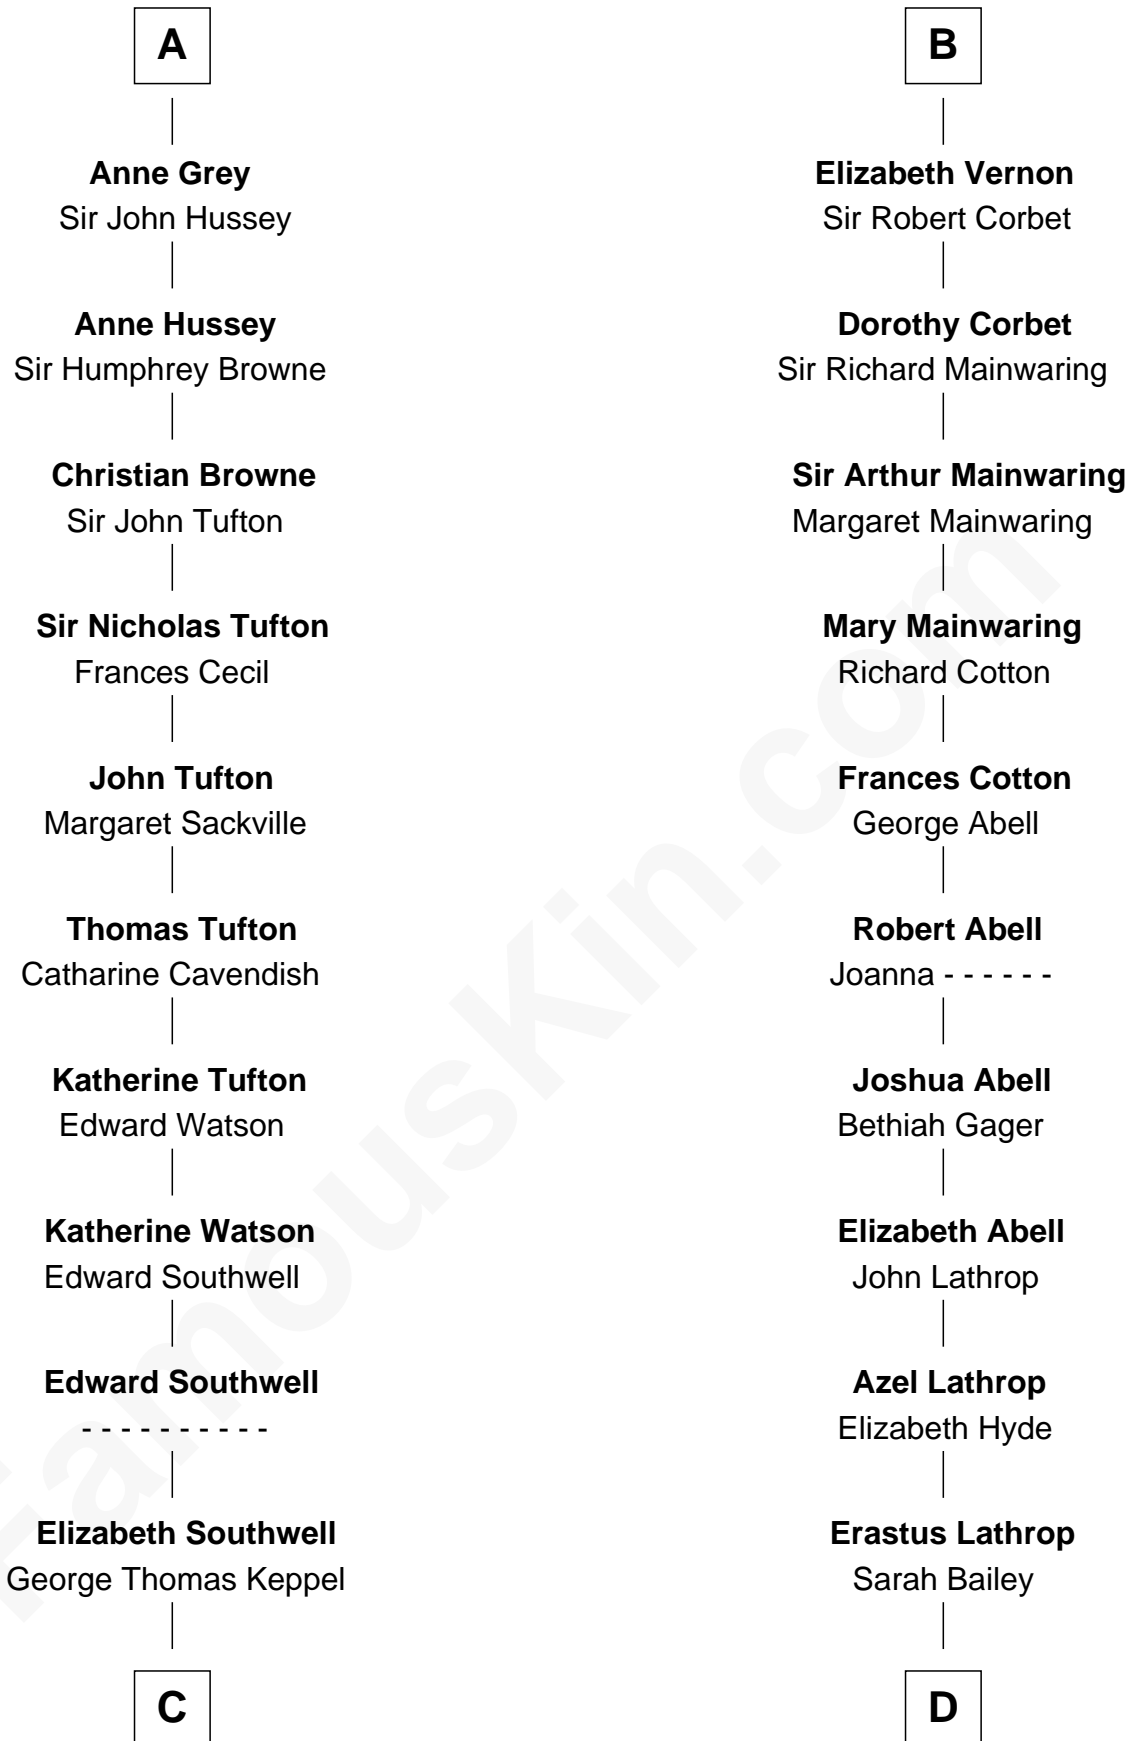 A
Anne Grey
Sir John Hussey
Anne Hussey
Sir Humphrey Browne
Christian Browne
Sir John Tufton
Sir Nicholas Tufton
Frances Cecil
John Tufton
Margaret Sackville
Thomas Tufton
Catharine Cavendish
Katherine Tufton
Edward Watson
Katherine Watson
Edward Southwell
Edward Southwell
- - - - - - - - - -
Elizabeth Southwell
George Thomas Keppel
C
B
Elizabeth Vernon
Sir Robert Corbet
Dorothy Corbet
Sir Richard Mainwaring
Sir Arthur Mainwaring
Margaret Mainwaring
Mary Mainwaring
Richard Cotton
Frances Cotton
George Abell
Robert Abell
Joanna - - - - - -
Joshua Abell
Bethiah Gager
Elizabeth Abell
John Lathrop
Azel Lathrop
Elizabeth Hyde
Erastus Lathrop
Sarah Bailey
D
FamousKin.com